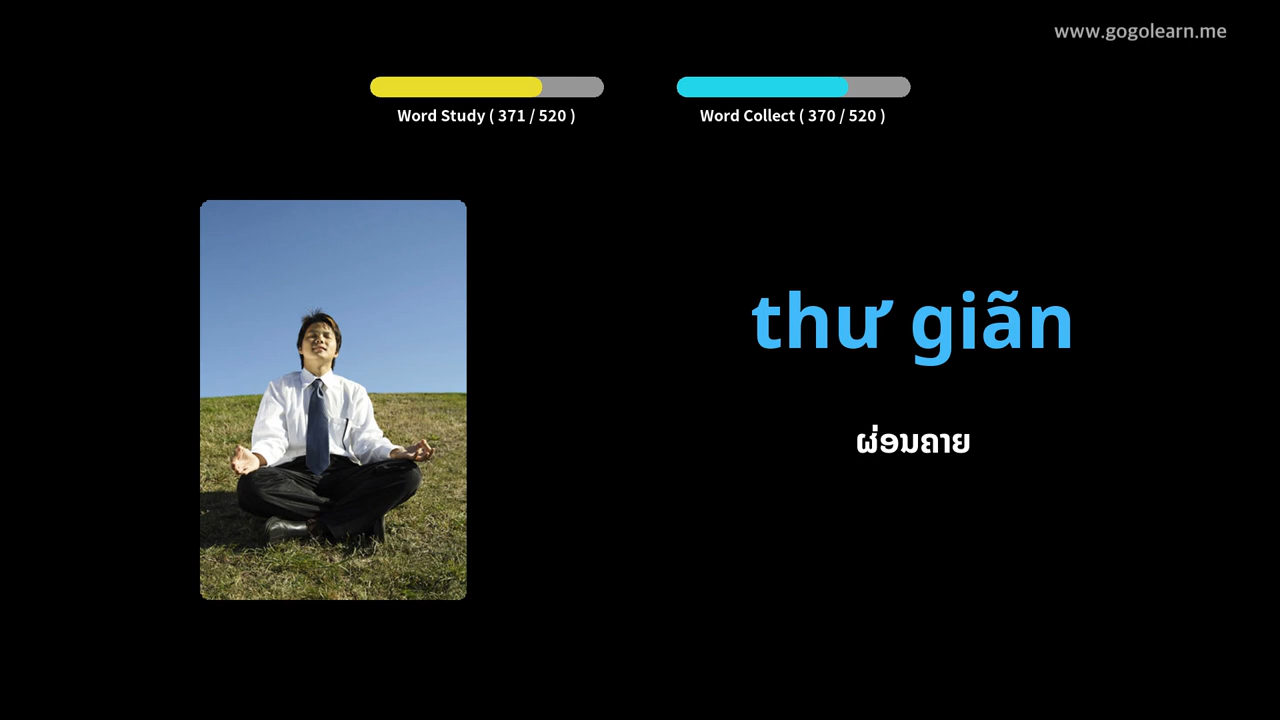 www.gogolearn.me
Word Study ( 371 / 520 )
Word Collect ( 370 / 520 )
thư giãn
ຜ່ອນຄາຍ